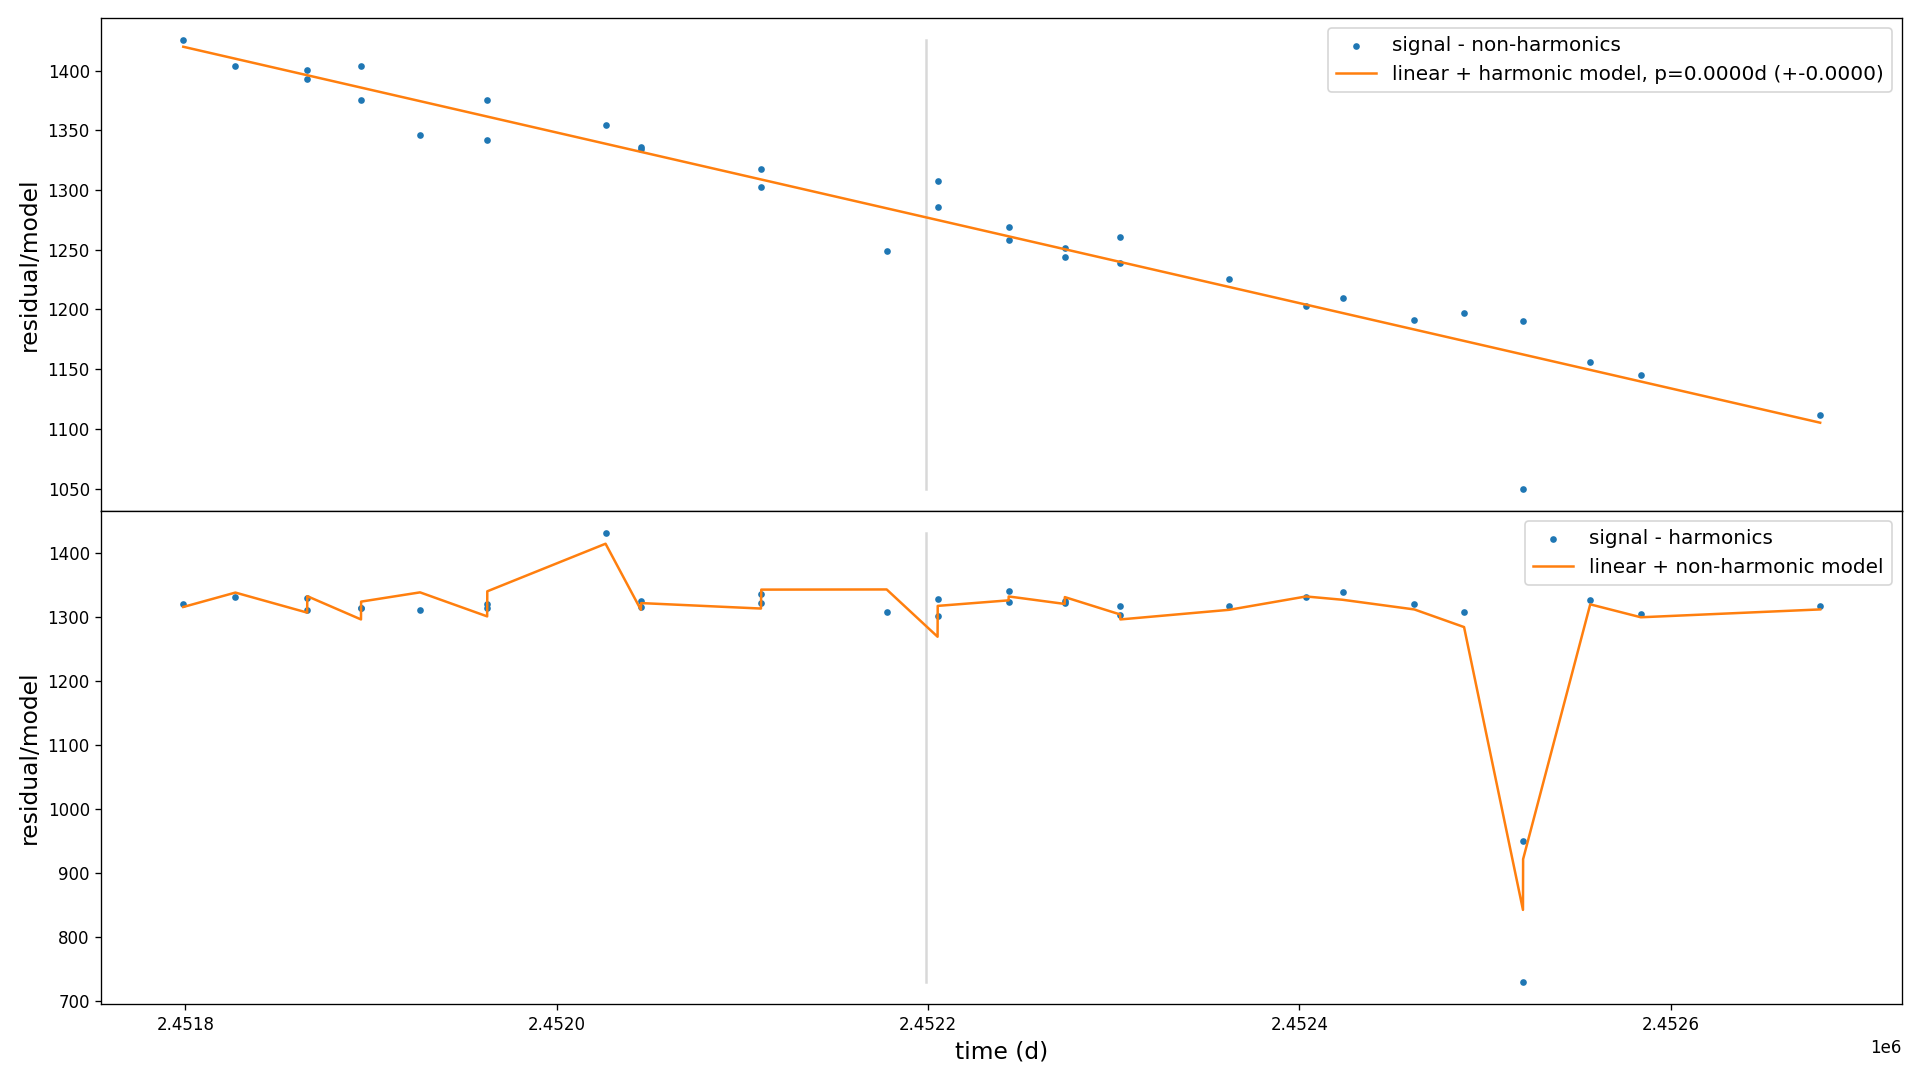 signal - non-harmonics
linear + harmonic model, p=0.0000d (+-0.0000)
residual/model
1400
1350
1300
1250
1200
1150
1100
1050
signal - harmonics
linear + non-harmonic model
residual/model
1400
1300
1200
1100
1000
900
800
700
2.4518 2.4520 2.4522 2.4524 2.4526
time (d)
1e6